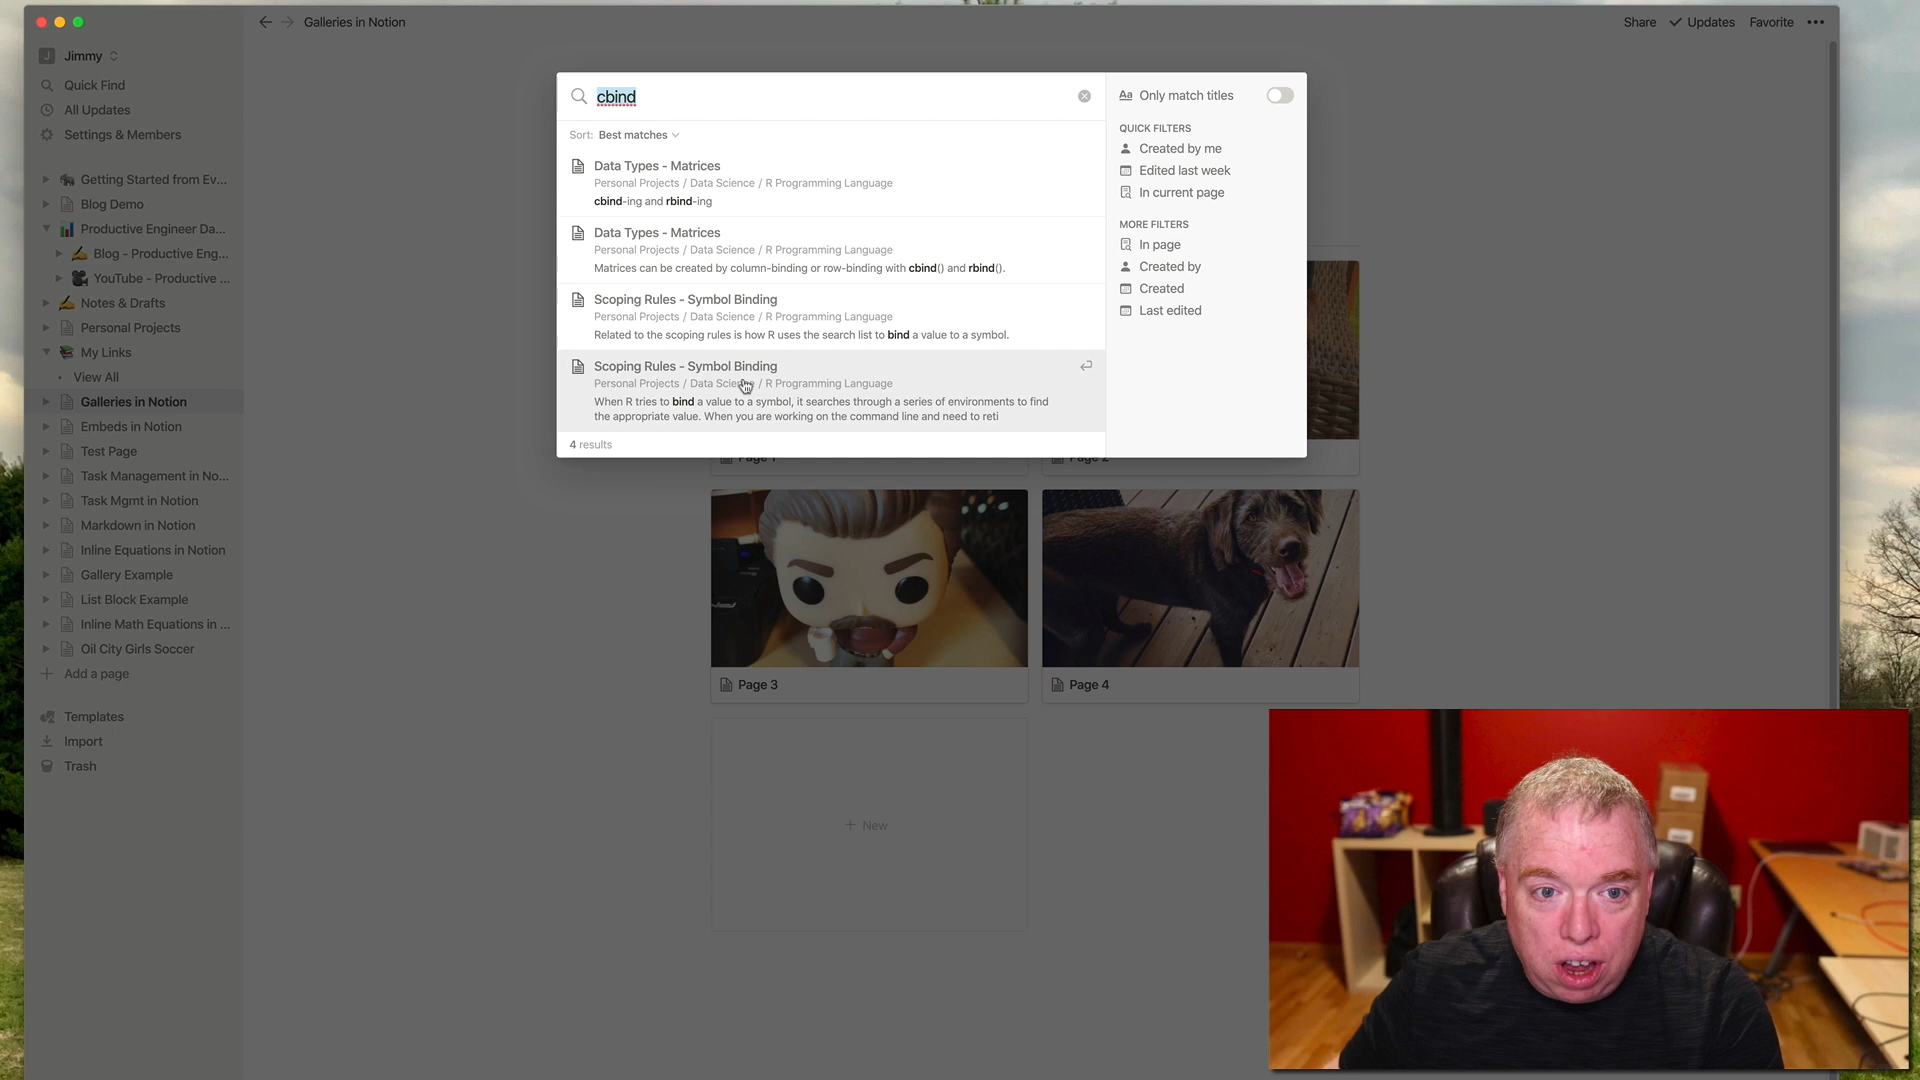 Galleries in Notion
Share
Updates
Favorite
J Jimmy
Quick Find
All Updates
Settings & Members
Getting Started from Ev...
Blog Demo
Productive Engineer Da...
Blog - Productive Eng...
YouTube - Productive ...
Notes & Drafts
Personal Projects
My Links
View All
Galleries in Notion
Embeds in Notion
Test Page
Task Management in No...
Task Mgmt in Notion
Markdown in Notion
Inline Equations in Notion
Gallery Example
List Block Example
Inline Math Equations in ...
Oil City Girls Soccer
Add a page
Templates
Import
Trash
cbind
Sort: Best matches
Data Types - Matrices
Personal Projects / Data Science / R Programming Language
cbind-ing and rbind-ing
Data Types - Matrices
Personal Projects / Data Science / R Programming Language
Matrices can be created by column-binding or row-binding with cbind() and rbind().
Scoping Rules - Symbol Binding
Personal Projects / Data Science / R Programming Language
Related to the scoping rules is how R uses the search list to bind a value to a symbol.
Scoping Rules - Symbol Binding
Personal Projects / Data Science / R Programming Language
When R tries to bind a value to a symbol, it searches through a series of environments to find
the appropriate value. When you are working on the command line and need to reti
4 results
Aa Only match titles
QUICK FILTERS
Created by me
Edited last week
In current page
MORE FILTERS
In page
Created by
Created
Last edited
Page 1
Page 2
Page 3
Page 4
+ New